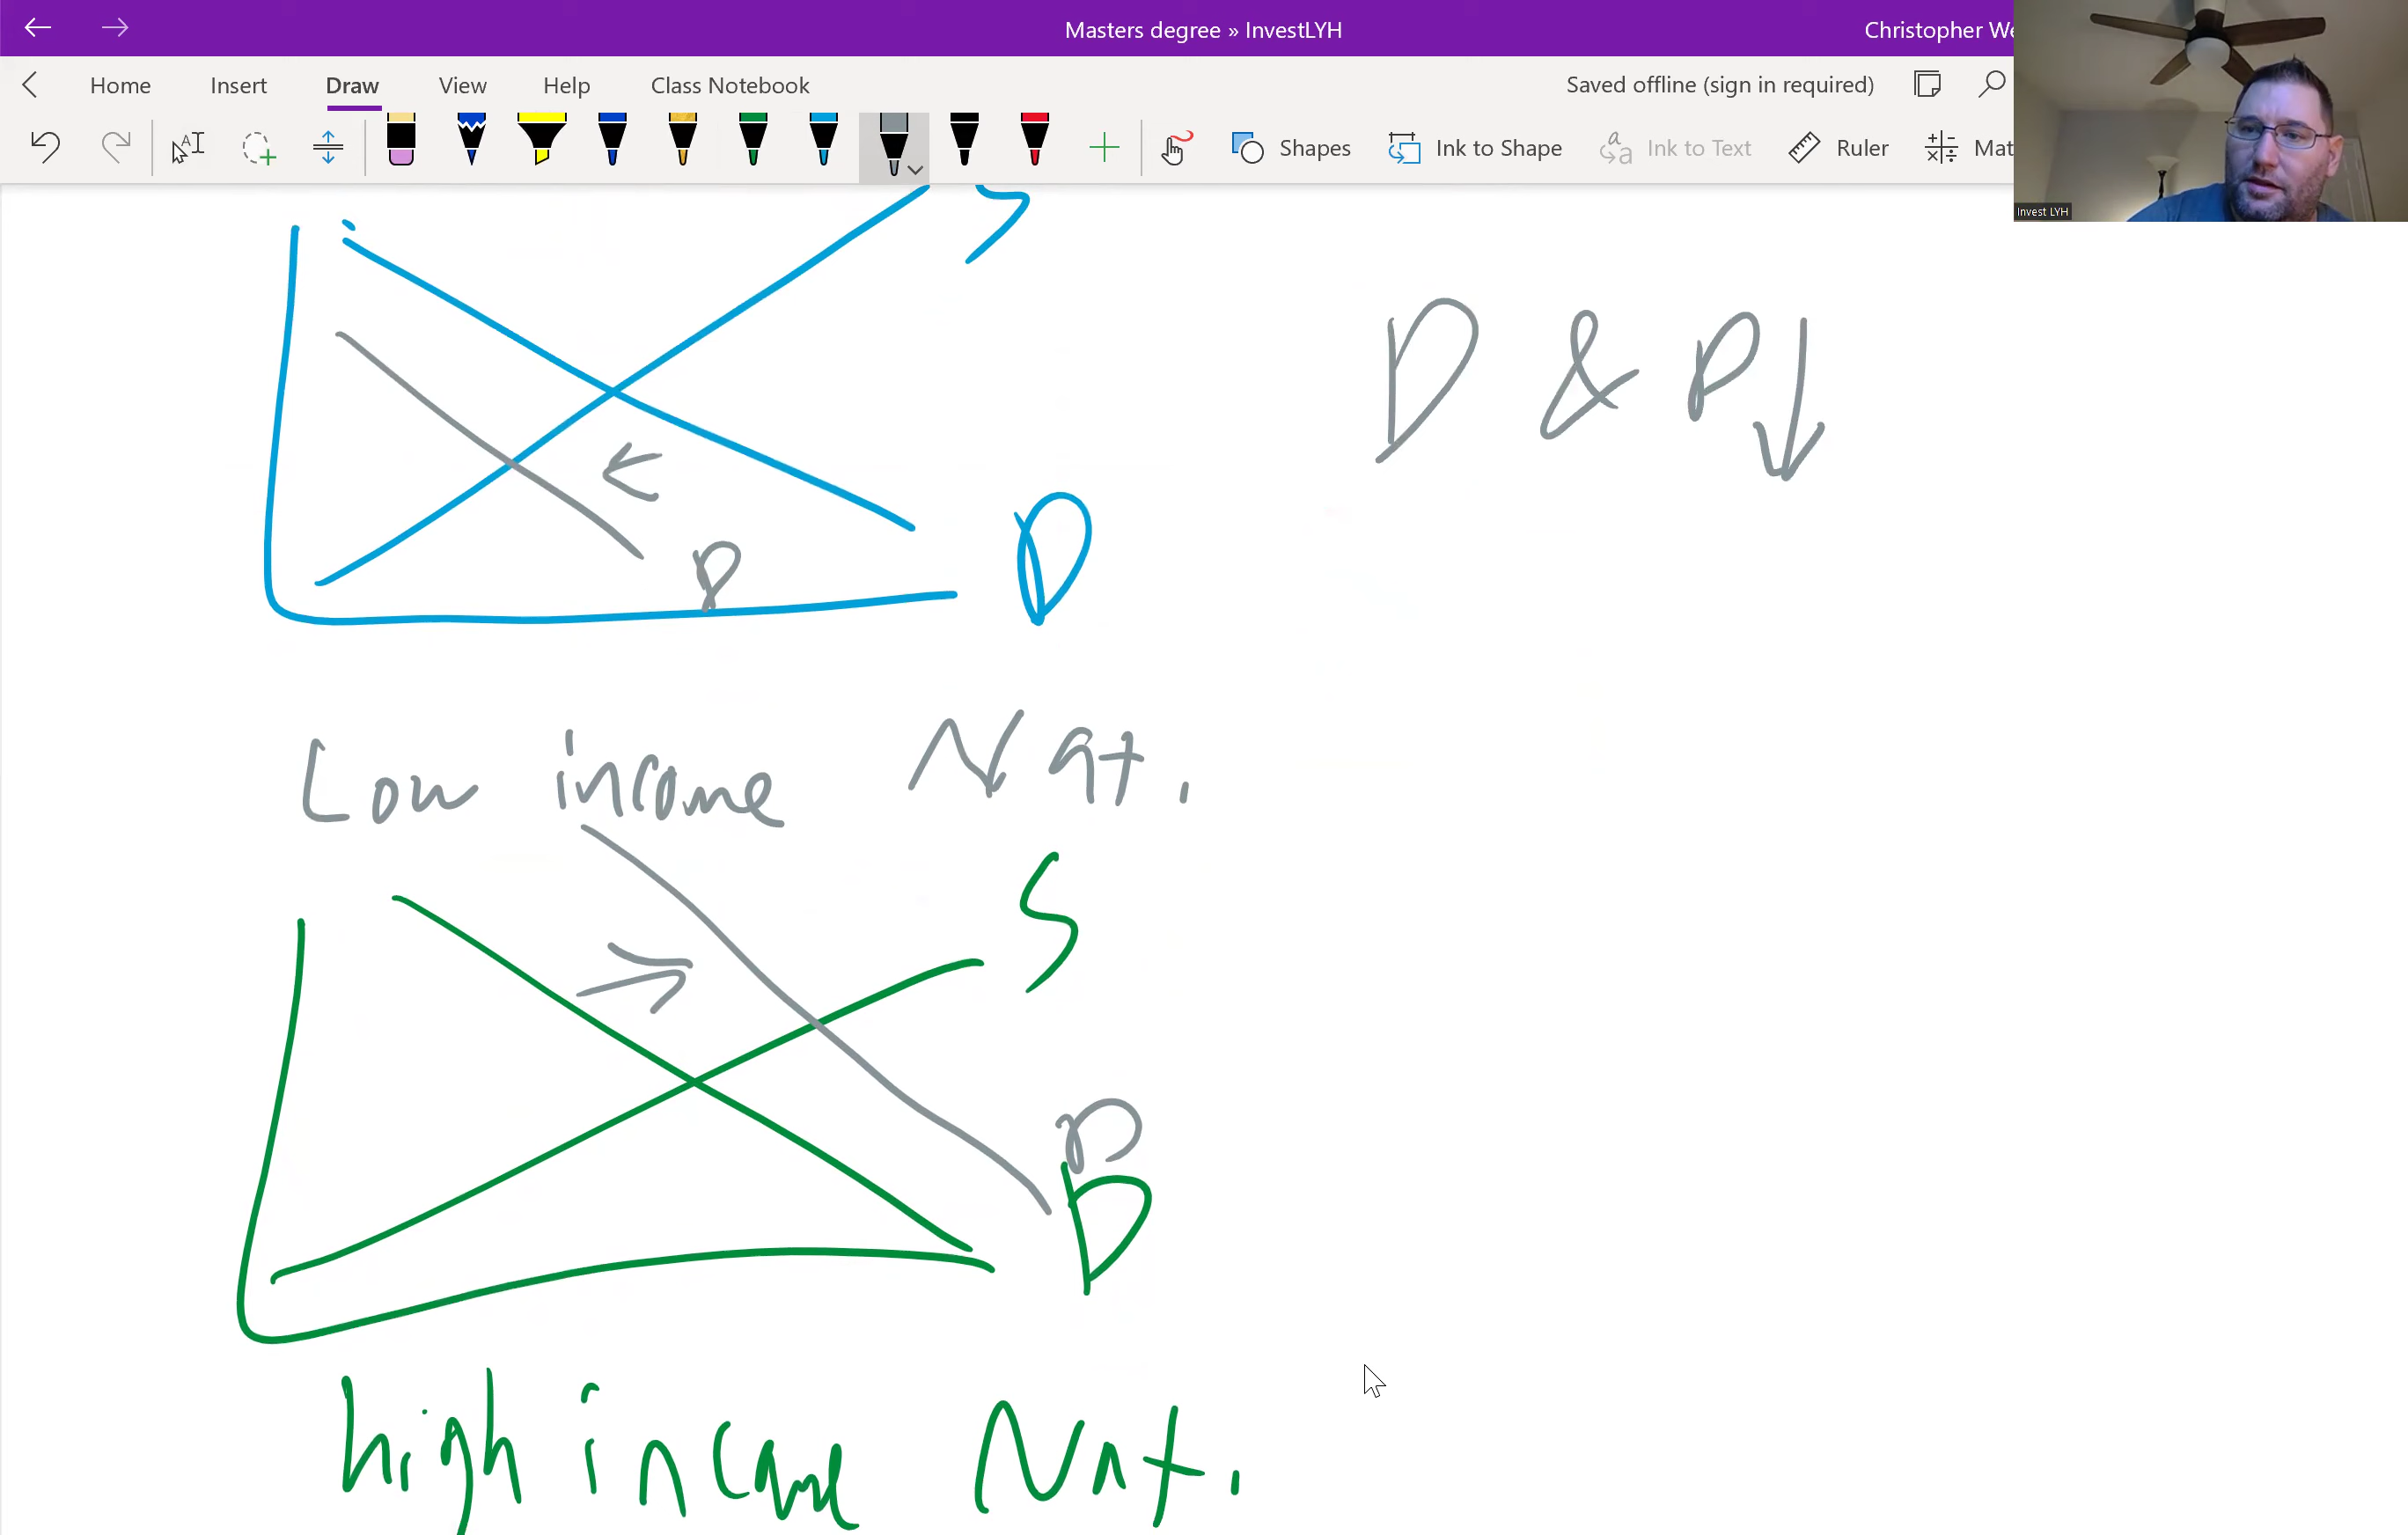 Masters degree » InvestLYH
Christopher We
Home Insert Draw View Help Class Notebook
Saved offline (sign in required)
Shapes Ink to Shape Ink to Text Ruler Mat
Invest LYH
S
D & P
D
D
Low income Nat.
S
D
D
high income Nat.